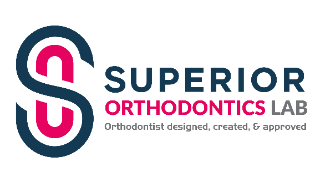 SUPERIOR
ORTHODONTICS LAB
Orthodontist designed, created, & approved